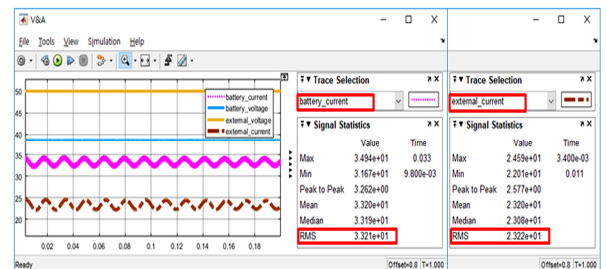 V&A
File Tools View Simulation Help
50
45
40
35
30
25
20
0.02 0.04 0.06 0.08 0.1 0.12 0.14 0.16 0.18
battery_current
battery_voltage
external_voltage
external_current
Ready
Trace Selection
battery_current
Signal Statistics
Value Time
Max 3.494e+01 0.033
Min 3.167e+01 9.800e-03
Peak to Peak 3.262e+00
Mean 3.320e+01
Median 3.319e+01
RMS 3.321e+01
Offset=0.8 T=1.000
Trace Selection
external_current
Signal Statistics
Value Time
Max 2.459e+01 3.400e-03
Min 2.201e+01 0.011
Peak to Peak 2.577e+00
Mean 2.320e+01
Median 2.308e+01
RMS 2.322e+01
Offset=0.8 T=1.000